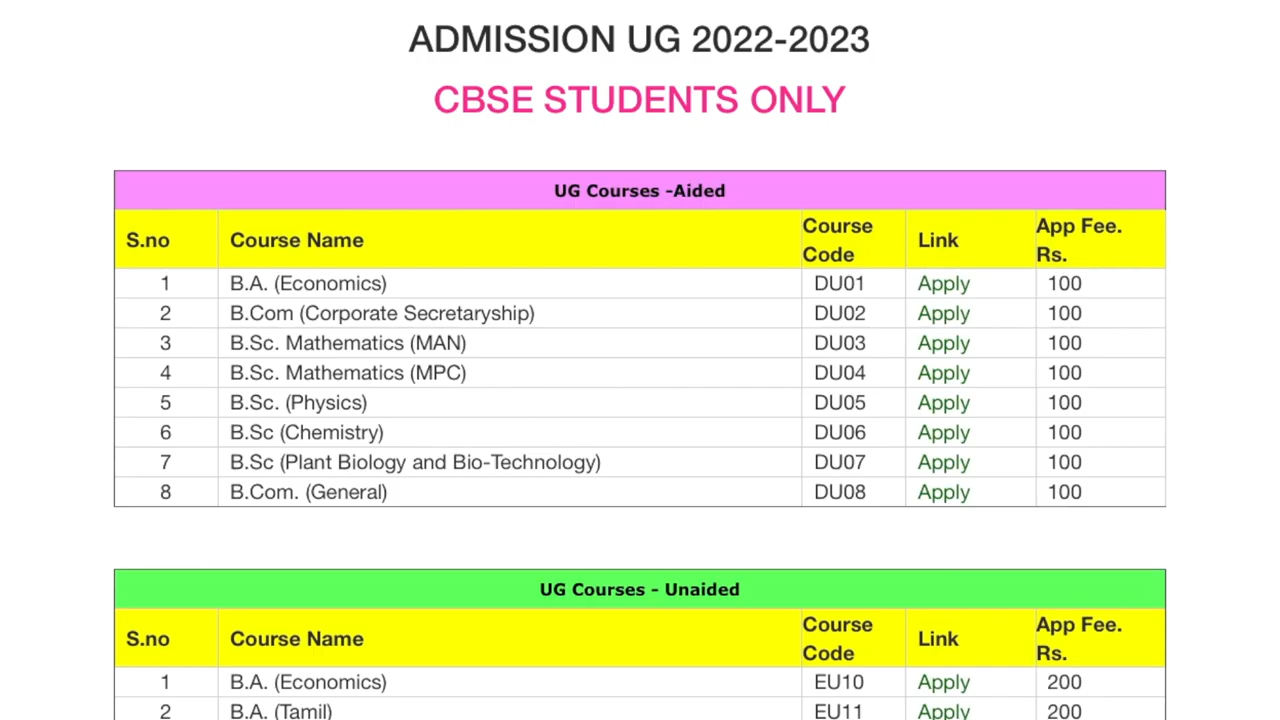 ADMISSION UG 2022-2023
CBSE STUDENTS ONLY
UG Courses -Aided
S.no Course Name Course Code Link App Fee. Rs.
1 B.A. (Economics) DU01 Apply 100
2 B.Com (Corporate Secretaryship) DU02 Apply 100
3 B.Sc. Mathematics (MAN) DU03 Apply 100
4 B.Sc. Mathematics (MPC) DU04 Apply 100
5 B.Sc. (Physics) DU05 Apply 100
6 B.Sc (Chemistry) DU06 Apply 100
7 B.Sc (Plant Biology and Bio-Technology) DU07 Apply 100
8 B.Com. (General) DU08 Apply 100
UG Courses - Unaided
S.no Course Name Course Code Link App Fee. Rs.
1 B.A. (Economics) EU10 Apply 200
2 B.A. (Tamil) EU11 Apply 200